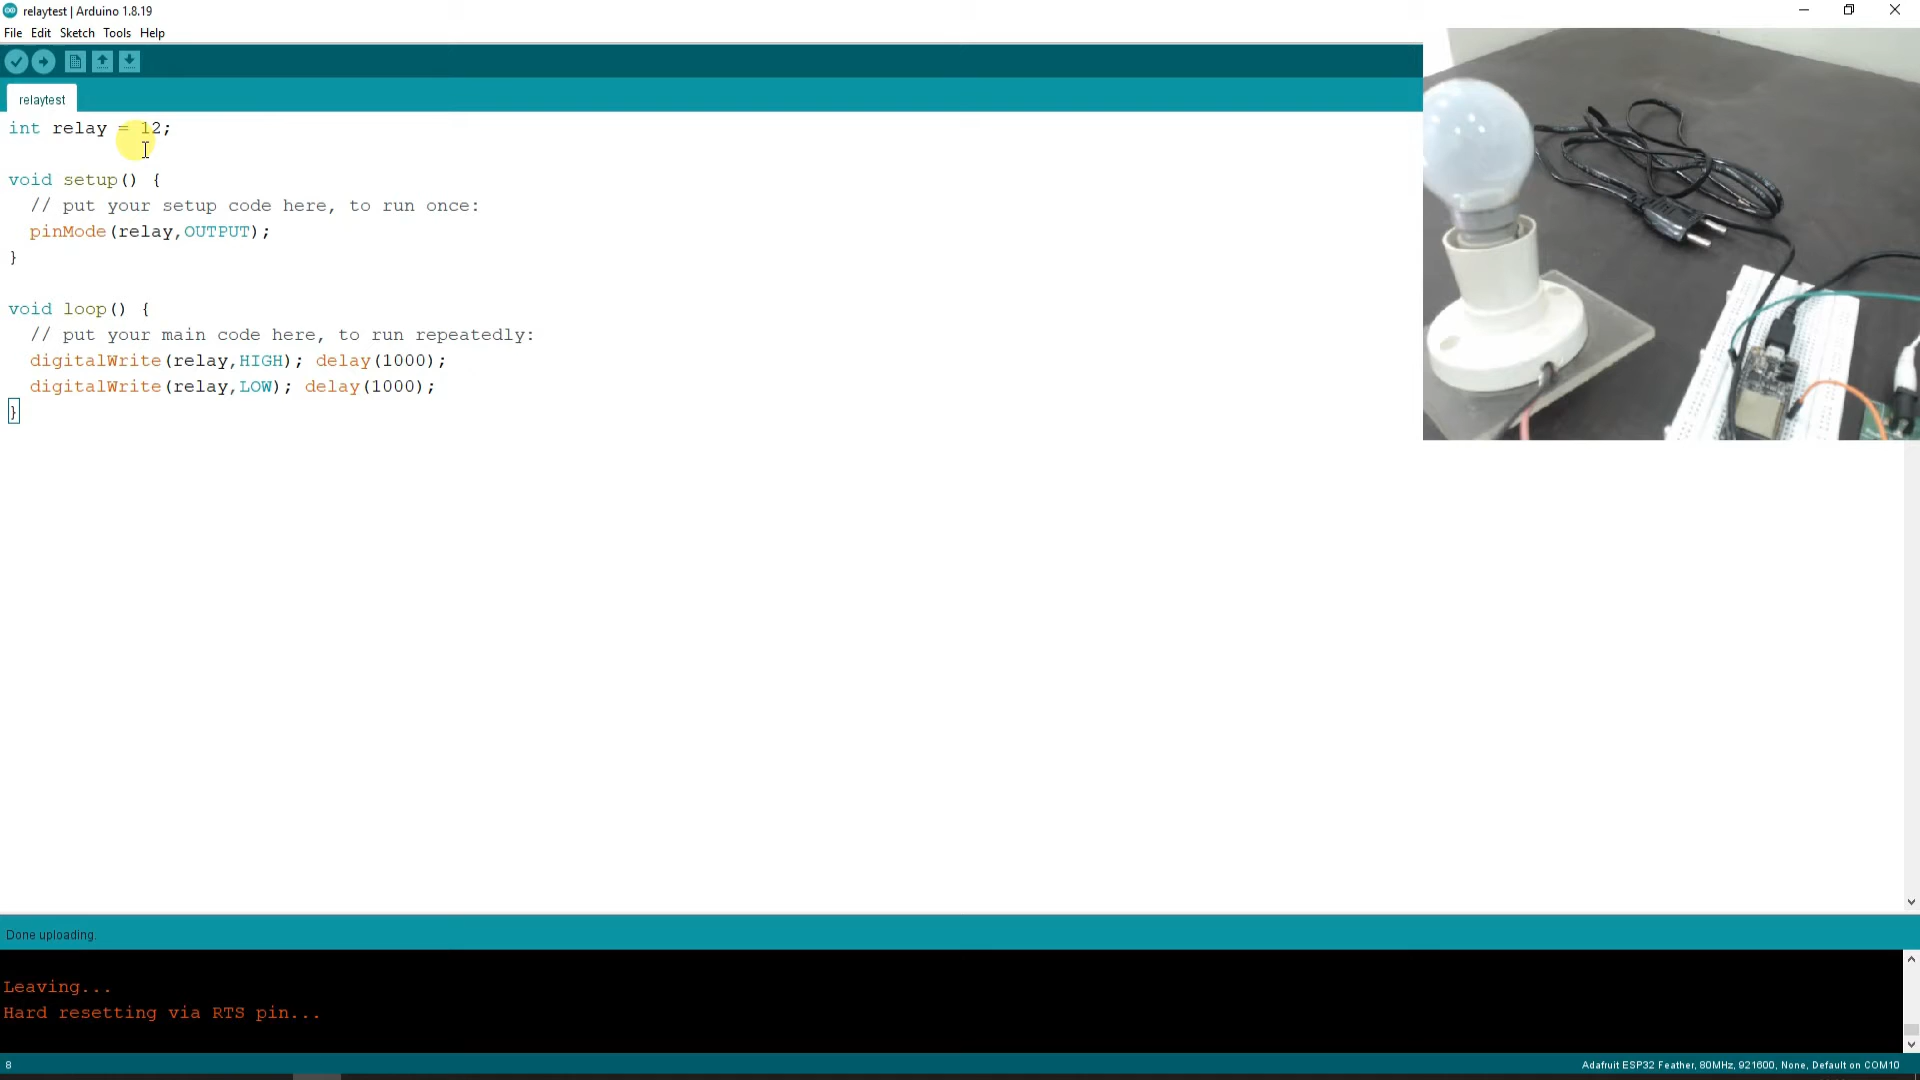 relaytest | Arduino 1.8.19
File Edit Sketch Tools Help
relaytest
int relay = 12;
void setup() {
// put your setup code here, to run once:
pinMode(relay,OUTPUT);
}
void loop() {
// put your main code here, to run repeatedly:
digitalWrite(relay,HIGH); delay(1000);
digitalWrite(relay,LOW); delay(1000);
}
Done uploading.
Leaving...
Hard resetting via RTS pin...
8
Adafruit ESP32 Feather, 80MHz, 921600, None, Default on COM10